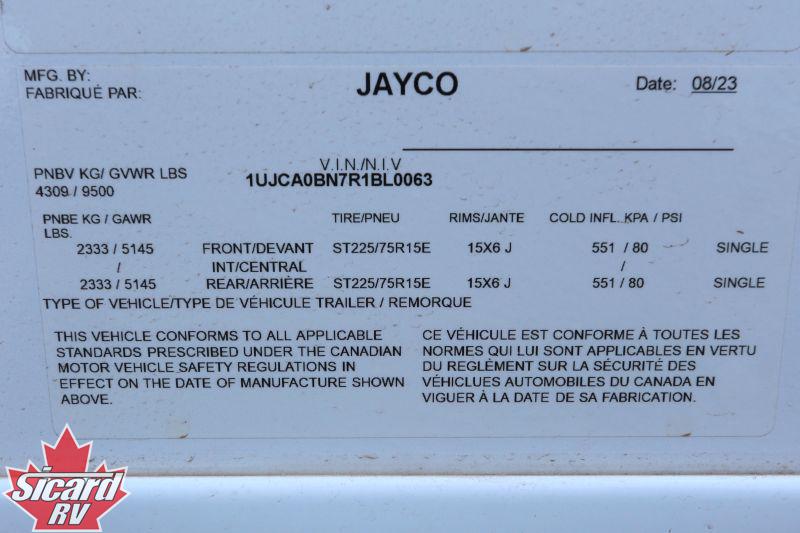 MFG. BY:
FABRIQUÉ PAR:
JAYCO
Date: 08/23
V.I.N./N.I.V
PNBV KG/ GVWR LBS
1UJCA0BN7R1BL0063
4309 / 9500
PNBE KG / GAWR TIRE/PNEU RIMS/JANTE COLD INFL. KPA / PSI
LBS.
2333 / 5145 FRONT/DEVANT ST225/75R15E 15X6 J 551 / 80 SINGLE
/ INT/CENTRAL /
2333 / 5145 REAR/ARRIÈRE ST225/75R15E 15X6 J 551 / 80 SINGLE
TYPE OF VEHICLE/TYPE DE VÉHICULE TRAILER / REMORQUE
THIS VEHICLE CONFORMS TO ALL APPLICABLE
STANDARDS PRESCRIBED UNDER THE CANADIAN
MOTOR VEHICLE SAFETY REGULATIONS IN
EFFECT ON THE DATE OF MANUFACTURE SHOWN
ABOVE.
CE VÉHICULE EST CONFORME À TOUTES LES
NORMES QUI LUI SONT APPLICABLES EN VERTU
DU REGLÈMENT SUR LA SÉCURITÉ DES
VÉHICLUES AUTOMOBILES DU CANADA EN
VIGUER À LA DATE DE SA FABRICATION.
Sicard
RV